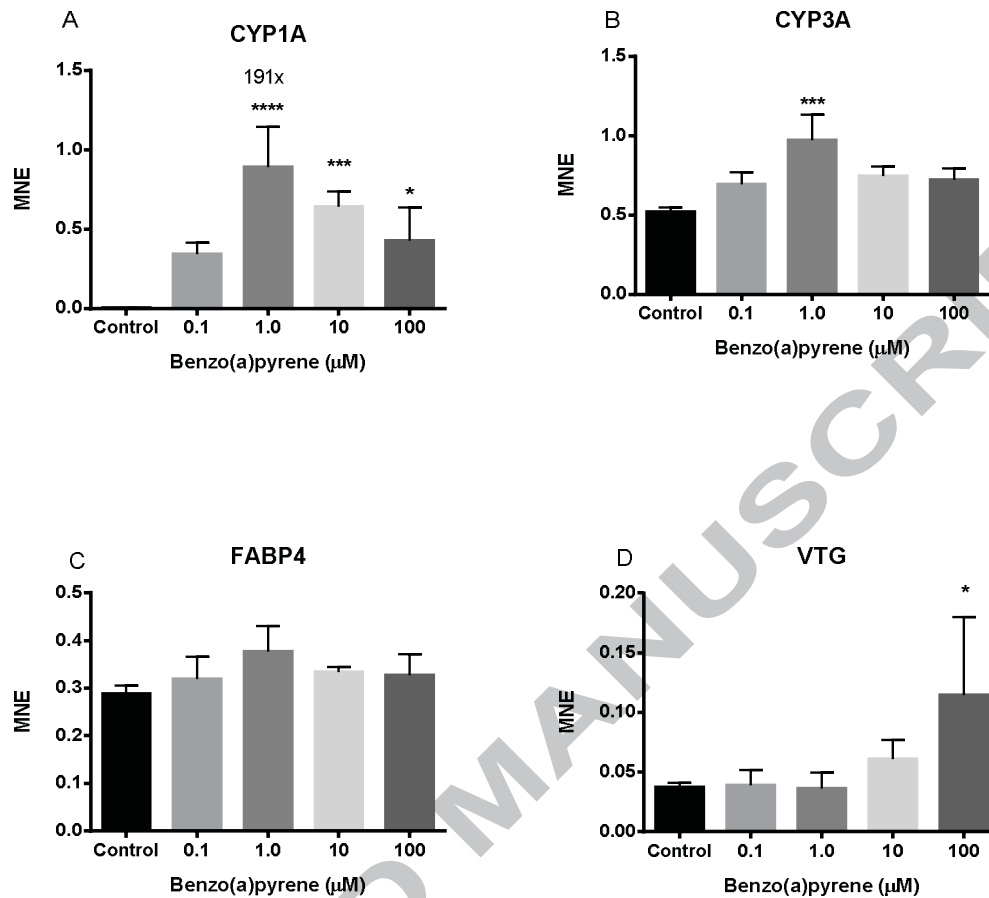 A
CYP1A
191x
****
***
*
1.5
1.0
0.5
0.0
MNE
Control 0.1 1.0 10 100
Benzo(a)pyrene (μM)
B
CYP3A
***
1.5
1.0
0.5
0.0
MNE
Control 0.1 1.0 10 100
Benzo(a)pyrene (μM)
C
FABP4
0.5
0.4
0.3
0.2
0.1
0.0
MNE
Control 0.1 1.0 10 100
Benzo(a)pyrene (μM)
D
VTG
*
0.20
0.15
0.10
0.05
0.00
MNE
Control 0.1 1.0 10 100
Benzo(a)pyrene (μM)
MANUSCRI